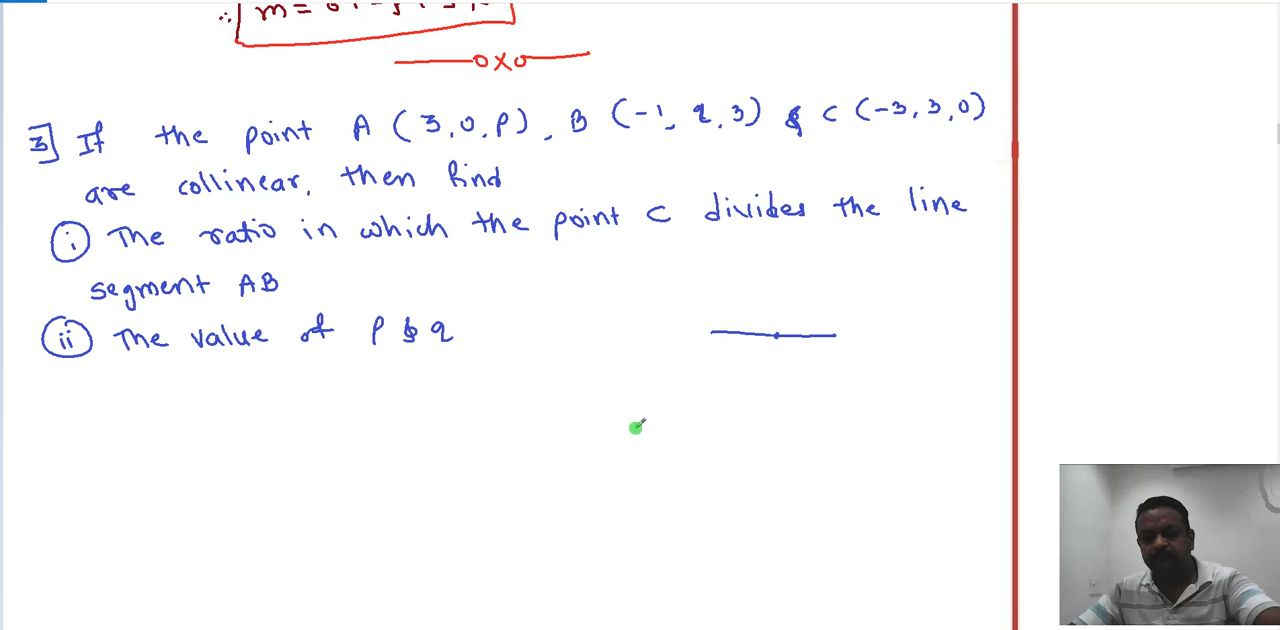 ∴ m =
—o×o—
3] If the point A (3,0,p), B (-1, q,3) & C (-3,3,0)
are collinear, then find
(i) The ratio in which the point C divides the line
segment AB
(ii) The value of p & q